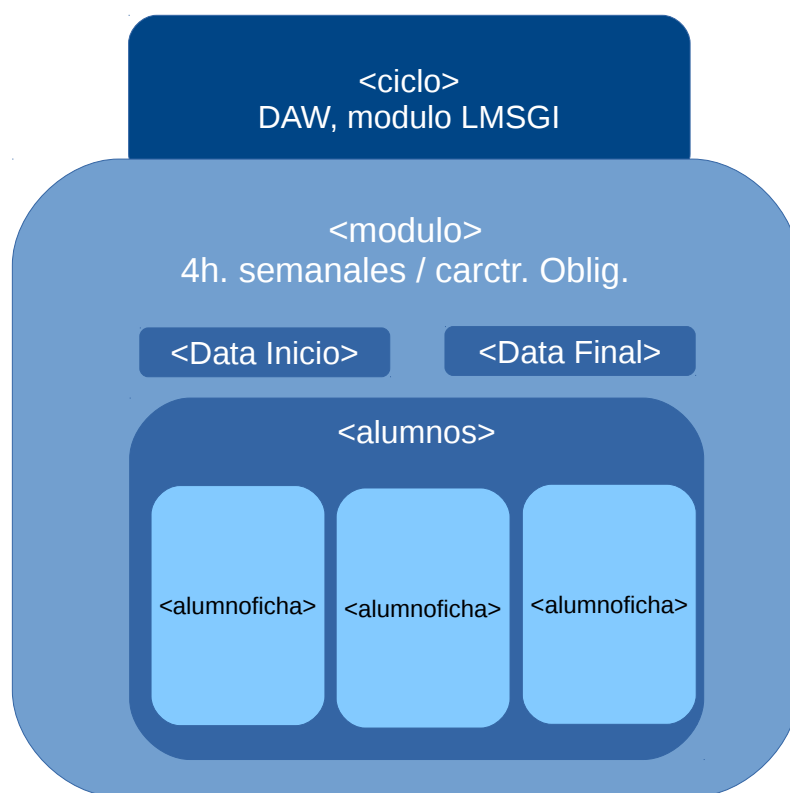 <ciclo>
DAW, modulo LMSGI
<modulo>
4h. semanales / carctr. Oblig.
<Data Inicio>
<Data Final>
<alumnos>
<alumnoficha>
<alumnoficha>
<alumnoficha>